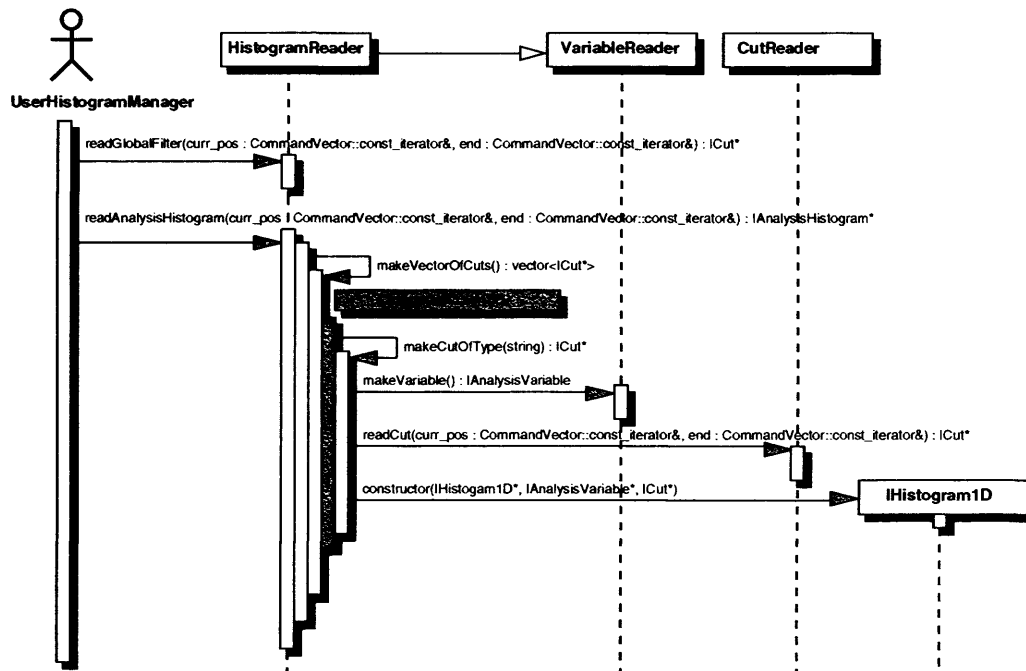 HistogramReader
VariableReader
CutReader
UserHistogramManager
readGlobalFilter(curr_pos : CommandVector::const_iterator&, end : CommandVector::const_iterator&) : ICut*
readAnalysisHistogram(curr_pos : CommandVector::const_iterator&, end : CommandVector::const_iterator&) : IAnalysisHistogram*
makeVectorOfCuts() : vector<ICut*>
makeCutOfType(string) : ICut*
makeVariable() : IAnalysisVariable
readCut(curr_pos : CommandVector::const_iterator&, end : CommandVector::const_iterator&) : ICut*
constructor(IHistogam1D*, IAnalysisVariable*, ICut*)
IHistogram1D